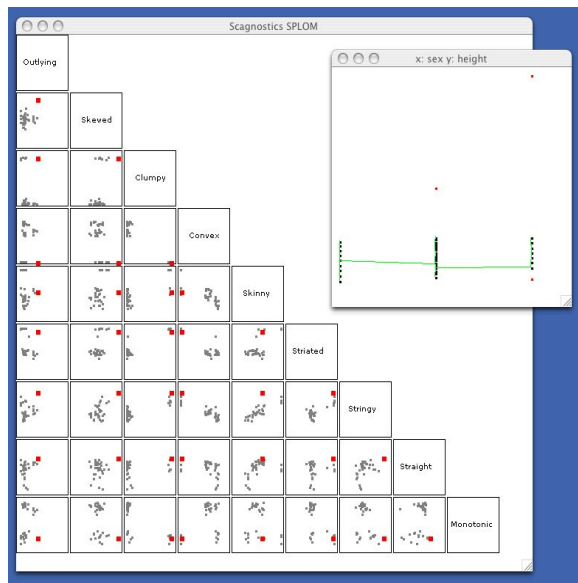 Scagnostics SPLOM
x: sex y: height
Outlying
Skewed
Clumpy
Convex
Skinny
Striated
Stringy
Straight
Monotonic